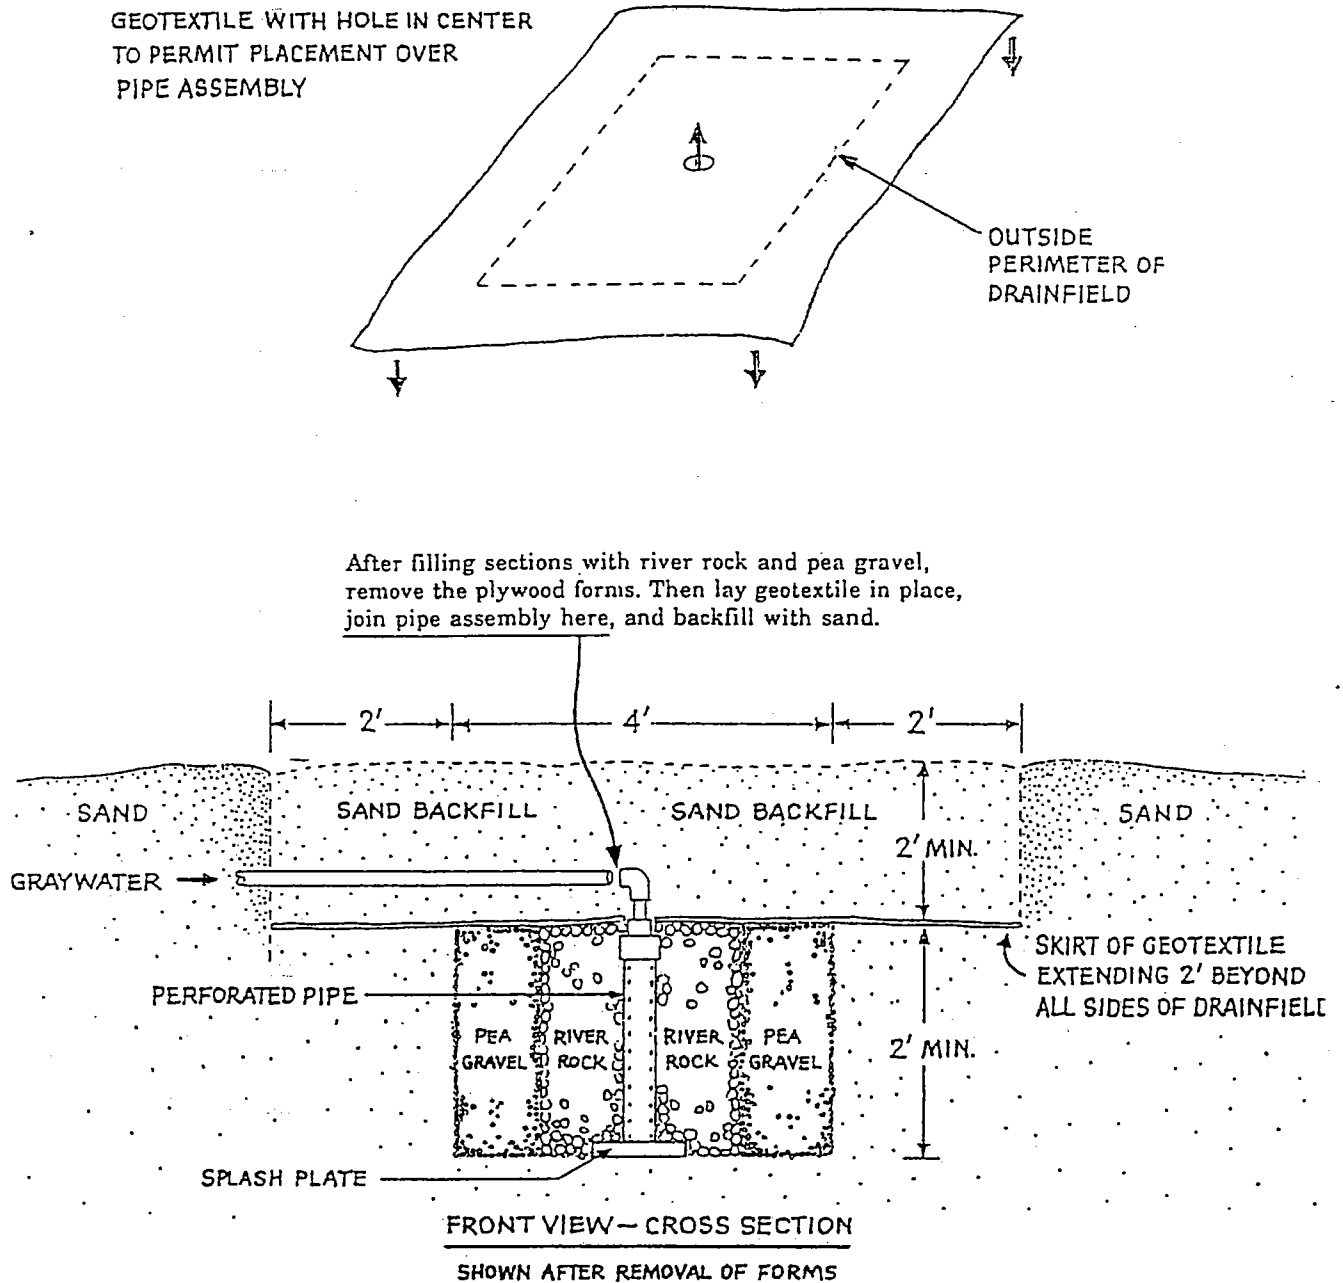 GEOTEXTILE WITH HOLE IN CENTER
TO PERMIT PLACEMENT OVER
PIPE ASSEMBLY
OUTSIDE
PERIMETER OF
DRAINFIELD
After filling sections with river rock and pea gravel,
remove the plywood forms. Then lay geotextile in place,
join pipe assembly here, and backfill with sand.
2'
4'
2'
SAND
SAND BACKFILL
SAND BACKFILL
SAND
2' MIN.
GRAYWATER
SKIRT OF GEOTEXTILE
EXTENDING 2' BEYOND
ALL SIDES OF DRAINFIELD
PERFORATED PIPE
PEA
GRAVEL
RIVER
ROCK
RIVER
ROCK
PEA
GRAVEL
2' MIN.
SPLASH PLATE
FRONT VIEW - CROSS SECTION
SHOWN AFTER REMOVAL OF FORMS